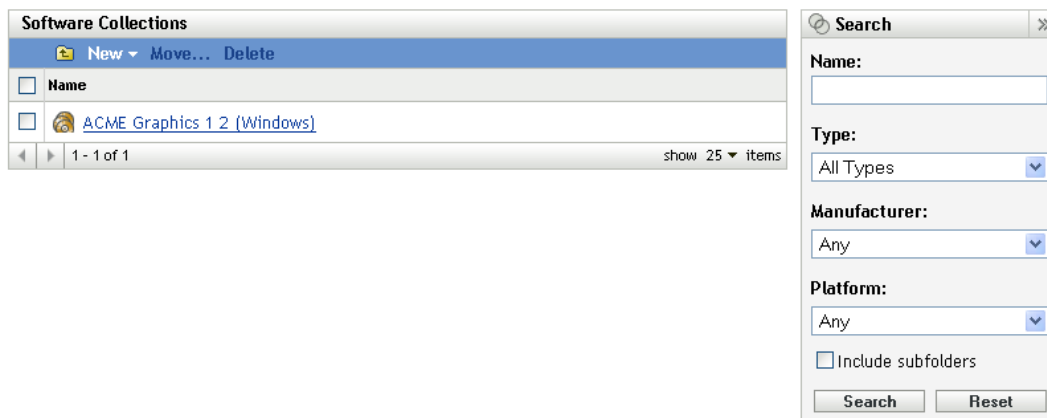 Software Collections
New Move... Delete
Name
ACME Graphics 1 2 (Windows)
1 - 1 of 1 show 25 items
Search
Name:
Type:
All Types
Manufacturer:
Any
Platform:
Any
Include subfolders
Search Reset